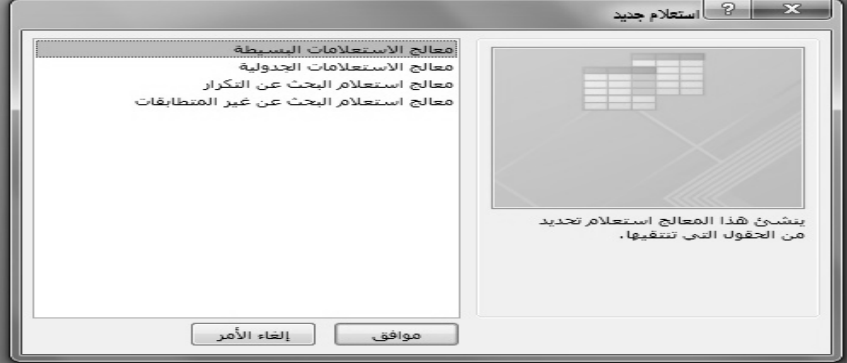 استعلام جديد
معالج الاستعلامات البسيطة
معالج الاستعلامات الجدولية
معالج استعلام البحث عن التكرار
معالج استعلام البحث عن غير المتطابقات
ينشئ هذا المعالج استعلام تحديد
من الحقول التي تنتقيها.
موافق
إلغاء الأمر